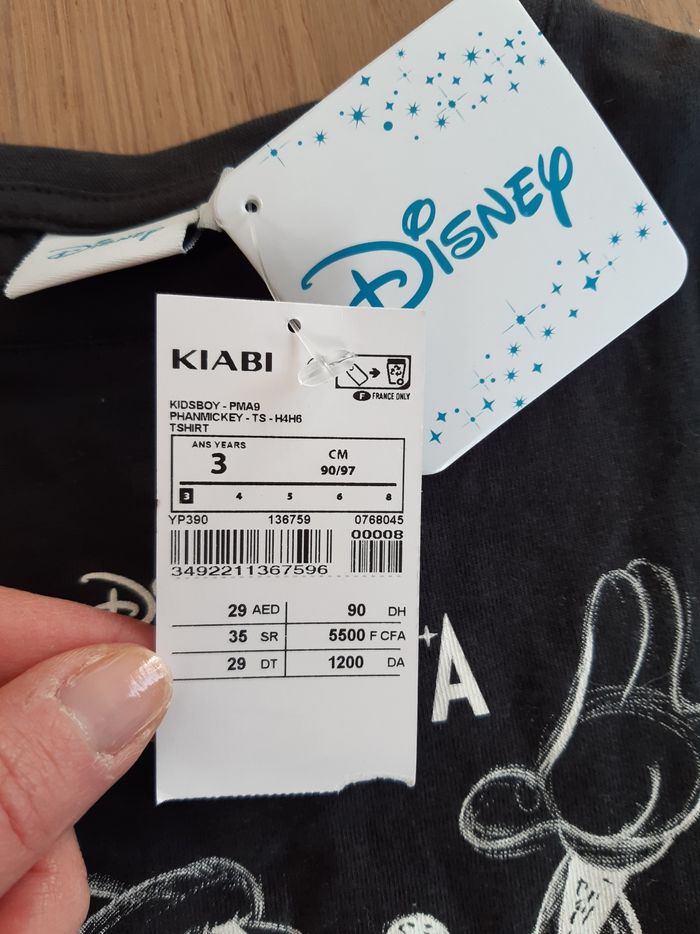 Disney
Disney
KIABI
F FRANCE ONLY
KIDSBOY - PMA9
PHANMICKEY - TS - H4H6
TSHIRT
ANS YEARS
3
CM
90/97
3 4 5 6 8
YP390 136759 0768045
00008
3492211367596
29 AED 90 DH
35 SR 5500 F CFA
29 DT 1200 DA
A